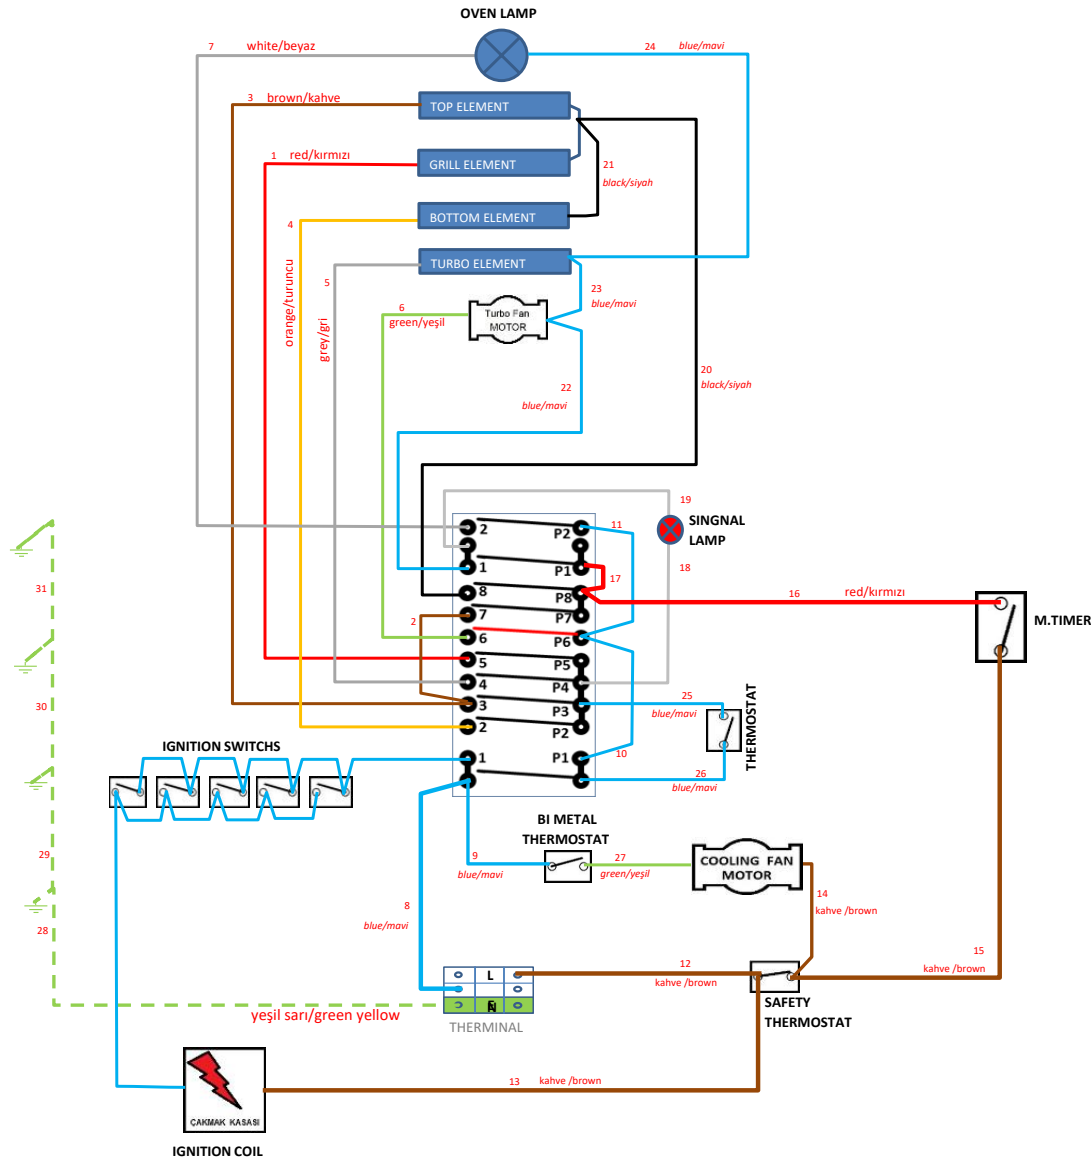 OVEN LAMP
7 white/beyaz
24 blue/mavi
3 brown/kahve
TOP ELEMENT
1 red/kırmızı
GRILL ELEMENT
21
black/siyah
4
BOTTOM ELEMENT
orange/turuncu
5
grey/gri
TURBO ELEMENT
23
blue/mavi
6
green/yeşil
Turbo Fan
MOTOR
20
black/siyah
22
blue/mavi
19
SINGNAL
LAMP
18
2 P2 11
1 P1 17
8 P8
7 P7
2
6 P6
5 P5
4 P4
3 P3
2 P2
1 P1 10
16 red/kırmızı
M.TIMER
25
blue/mavi
THERMOSTAT
26
blue/mavi
31
30
29
28
IGNITION SWITCHS
BI METAL
THERMOSTAT
9
blue/mavi
27
green/yeşil
COOLING FAN
MOTOR
14
kahve /brown
8
blue/mavi
15
kahve /brown
12
kahve /brown
L
SAFETY
THERMOSTAT
yeşil sarı/green yellow
THERMINAL
13 kahve /brown
ÇAKMAK KASASI
IGNITION COIL